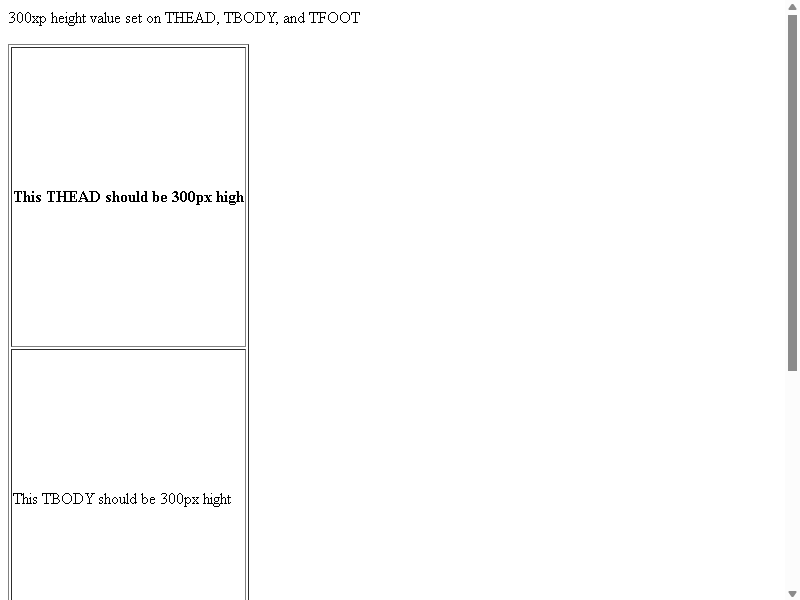 300xp height value set on THEAD, TBODY, and TFOOT
This THEAD should be 300px high
This TBODY should be 300px hight